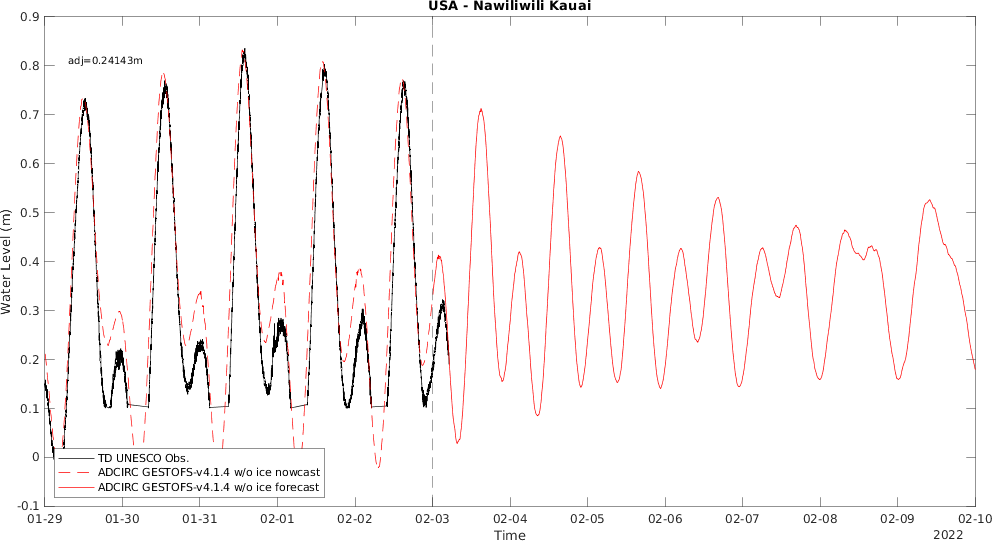 USA - Nawiliwili Kauai
adj=0.24143m
0.9
0.8
0.7
0.6
0.5
0.4
0.3
0.2
0.1
0
-0.1
Water Level (m)
TD UNESCO Obs.
ADCIRC GESTOFS-v4.1.4 w/o ice nowcast
ADCIRC GESTOFS-v4.1.4 w/o ice forecast
01-29 01-30 01-31 02-01 02-02 02-03 02-04 02-05 02-06 02-07 02-08 02-09 02-10
Time
2022